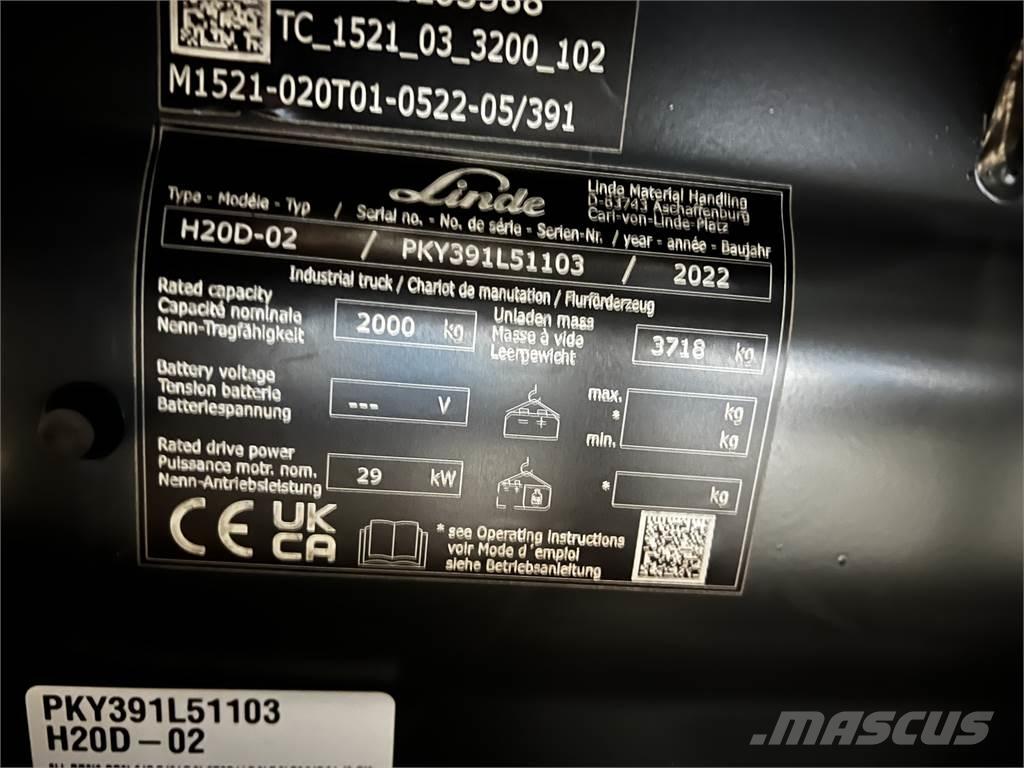 TC_1521_03_3200_102
M1521-020T01-0522-05/391
Linde
Linde Material Handling
D-63743 Aschaffenburg
Carl-von-Linde-Platz
Type - Modéle - Typ / Serial no. - No. de série - Serien-Nr. / year - année - Baujahr
H20D-02 / PKY391L51103 / 2022
Industrial truck / Chariot de manutation / Flurförderzeug
Rated capacity
Capacité nominale
Nenn-Tragfähigkeit
2000 kg
Unladen mass
Masse à vide
Leergewicht
3718 kg
Battery voltage
Tension batterie
Batteriespannung
--- V
max. kg
*
min. kg
Rated drive power
Puissance motr. nom.
Nenn-Antriebsleistung
29 kW
* kg
CE UK
CA
* see Operating Instructions
voir Mode d'emploi
siehe Betriebsanleitung
PKY391L51103
H20D-02
MASCUS